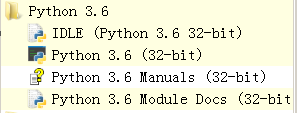 Python 3.6
IDLE (Python 3.6 32-bit)
Python 3.6 (32-bit)
Python 3.6 Manuals (32-bit)
Python 3.6 Module Docs (32-bit